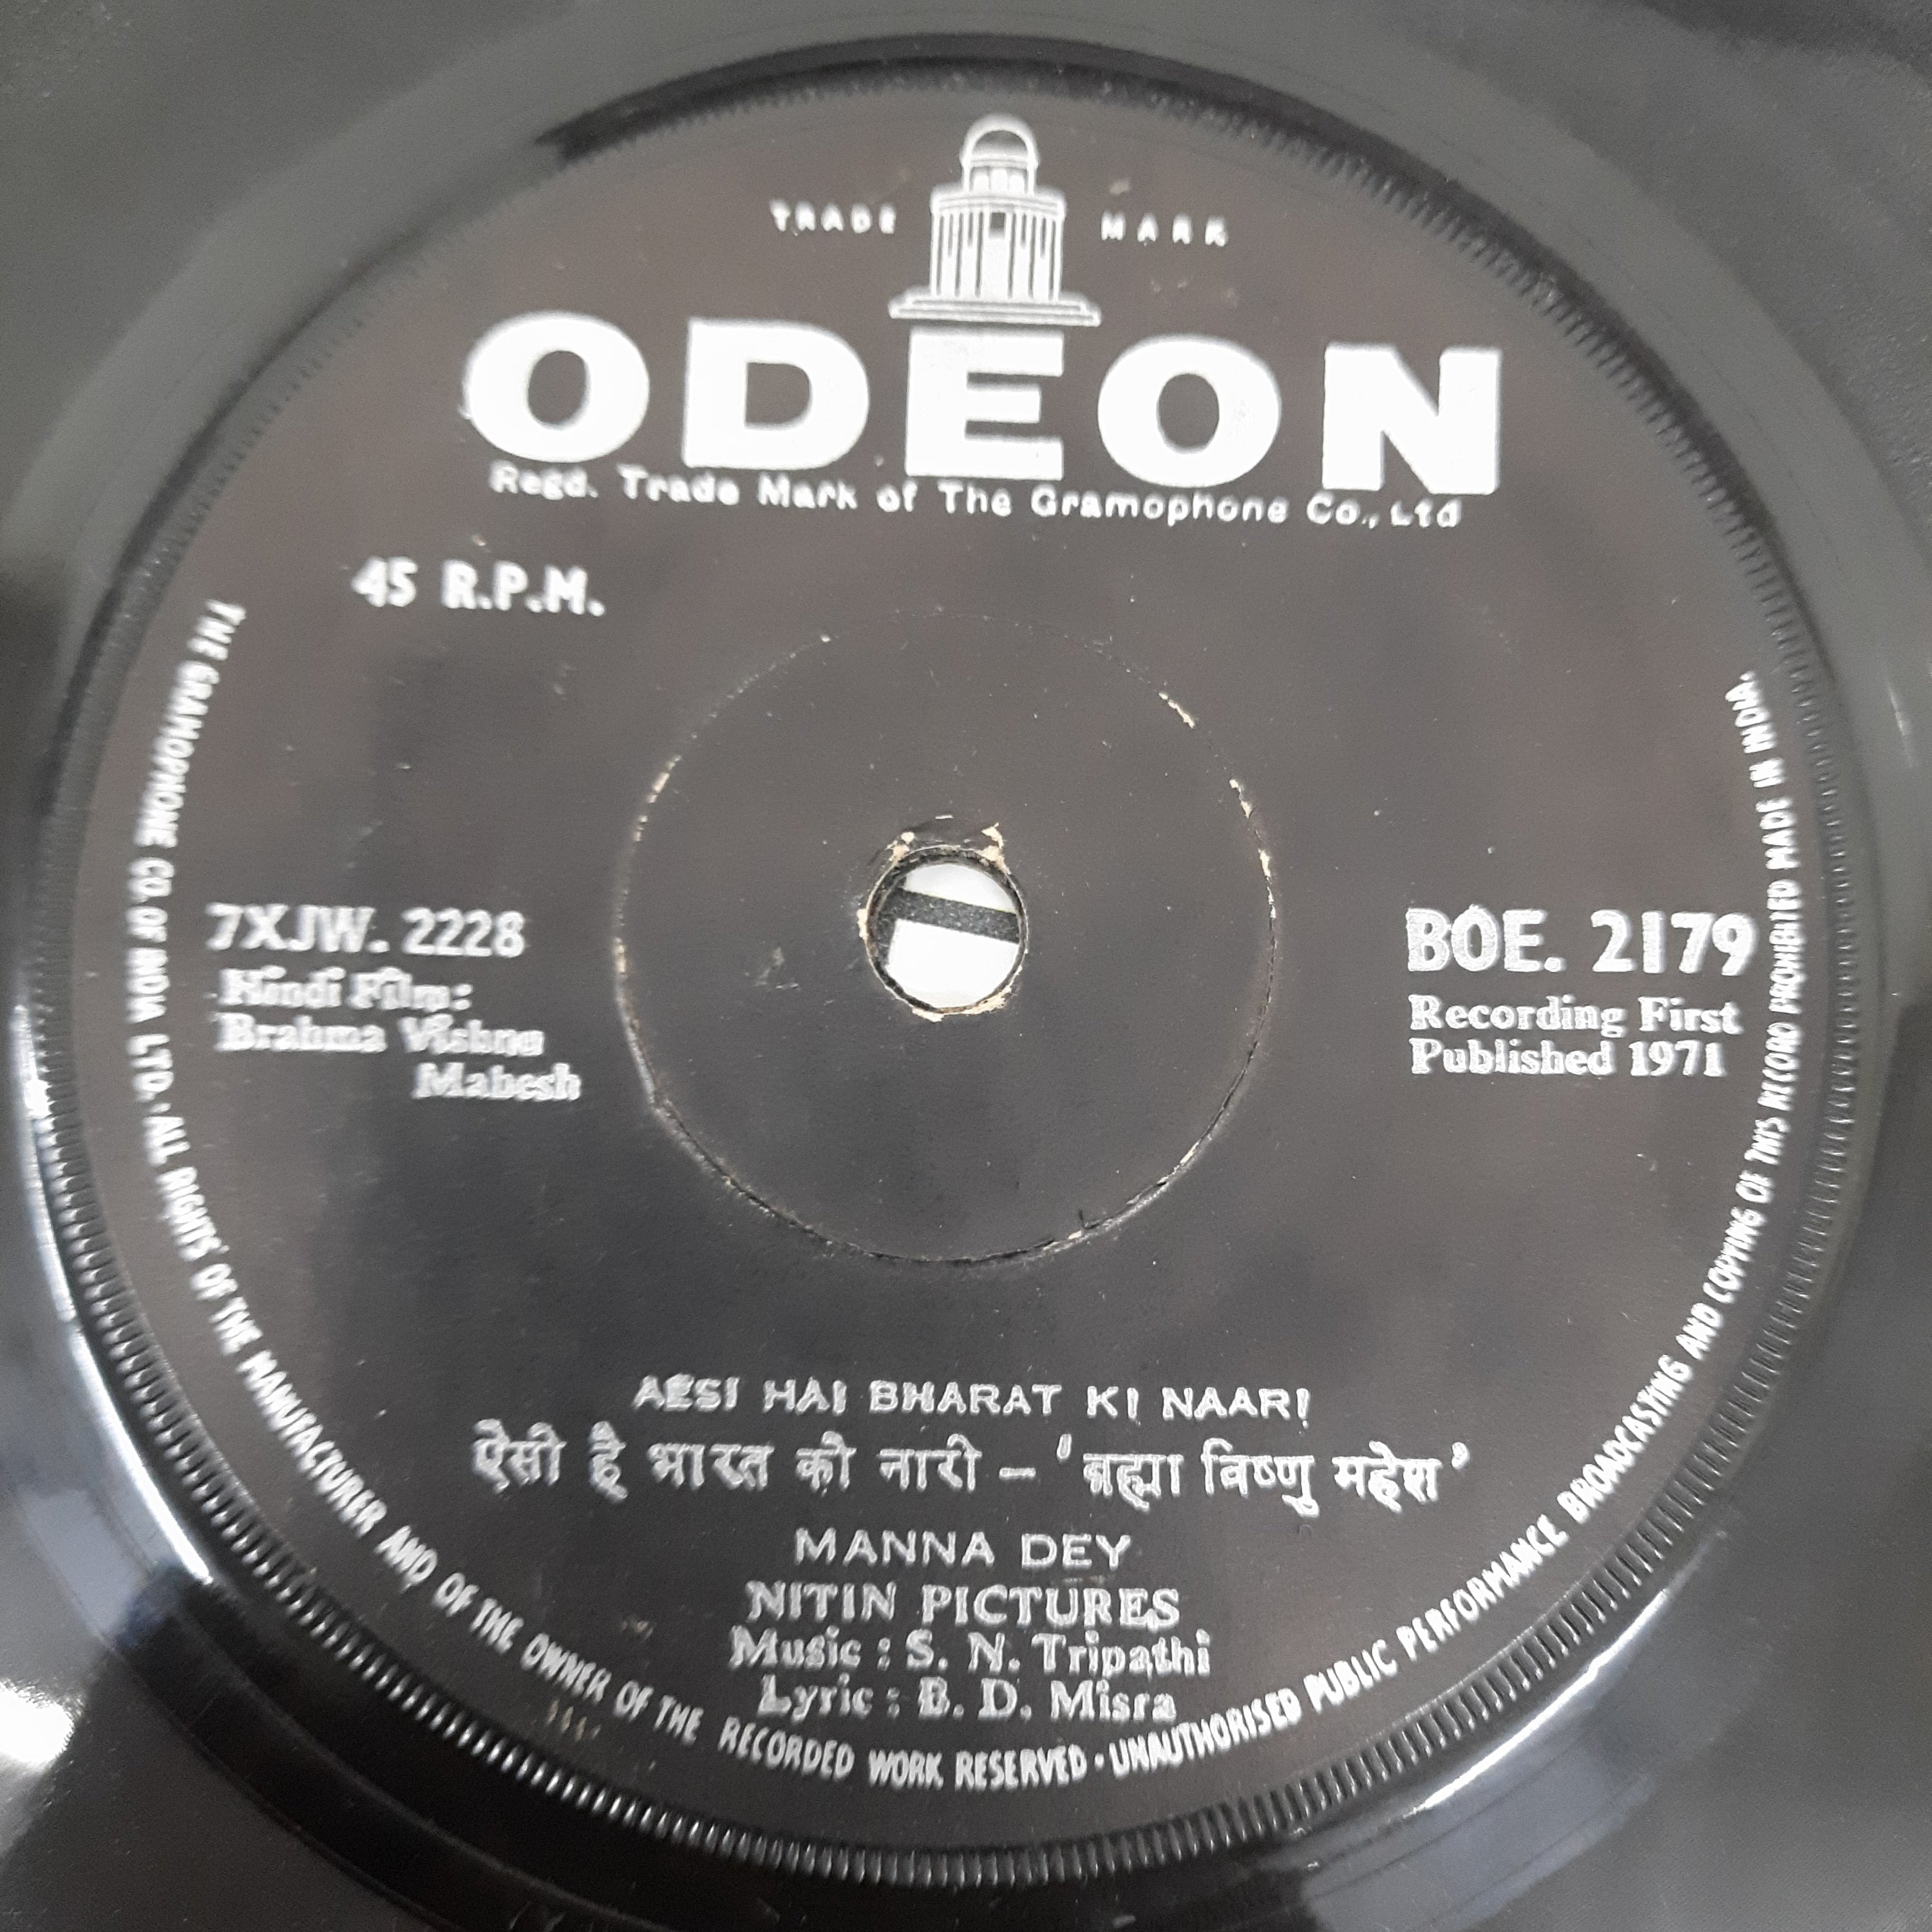 TRADE MARK
ODEON
Regd. Trade Mark of The Gramophone Co., Ltd
45 R.P.M.
7XJW. 2228
Hindi Film:
Brahma Vishnu
Mahesh
BOE. 2179
Recording First
Published 1971
AESI HAI BHARAT KI NAARI
ऐसी है भारत की नारी – 'ब्रह्मा विष्णु महेश'
MANNA DEY
NITIN PICTURES
Music : S. N. Tripathi
Lyric : B. D. Misra
THE GRAMOPHONE CO. OF INDIA LTD. · ALL RIGHTS OF THE MANUFACTURER AND OF THE OWNER OF THE RECORDED WORK RESERVED · UNAUTHORISED PUBLIC PERFORMANCE BROADCASTING AND COPYING OF THIS RECORD PROHIBITED MADE IN INDIA.